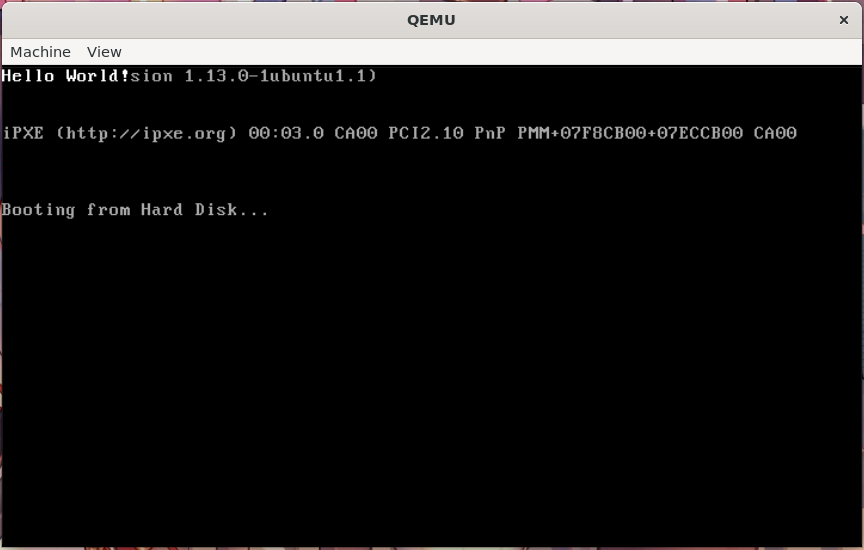 QEMU
Machine View
Hello World!sion 1.13.0-1ubuntu1.1)
iPXE (http://ipxe.org) 00:03.0 CA00 PCI2.10 PnP PMM+07F8CB00+07ECCB00 CA00
Booting from Hard Disk...